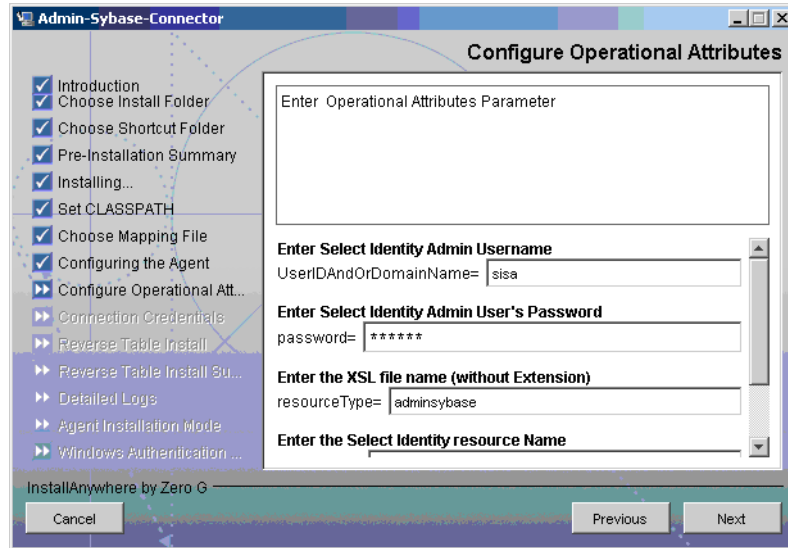 Admin-Sybase-Connector
Configure Operational Attributes
Introduction
Choose Install Folder
Choose Shortcut Folder
Pre-Installation Summary
Installing...
Set CLASSPATH
Choose Mapping File
Configuring the Agent
Configure Operational Att...
Connection Credentials
Reverse Table Install
Reverse Table Install Su...
Detailed Logs
Agent Installation Mode
Windows Authentication ...
Enter Operational Attributes Parameter
Enter Select Identity Admin Username
UserIDAndOrDomainName= sisa
Enter Select Identity Admin User's Password
password= ******
Enter the XSL file name (without Extension)
resourceType= adminsybase
Enter the Select Identity resource Name
InstallAnywhere by Zero G
Cancel
Previous
Next